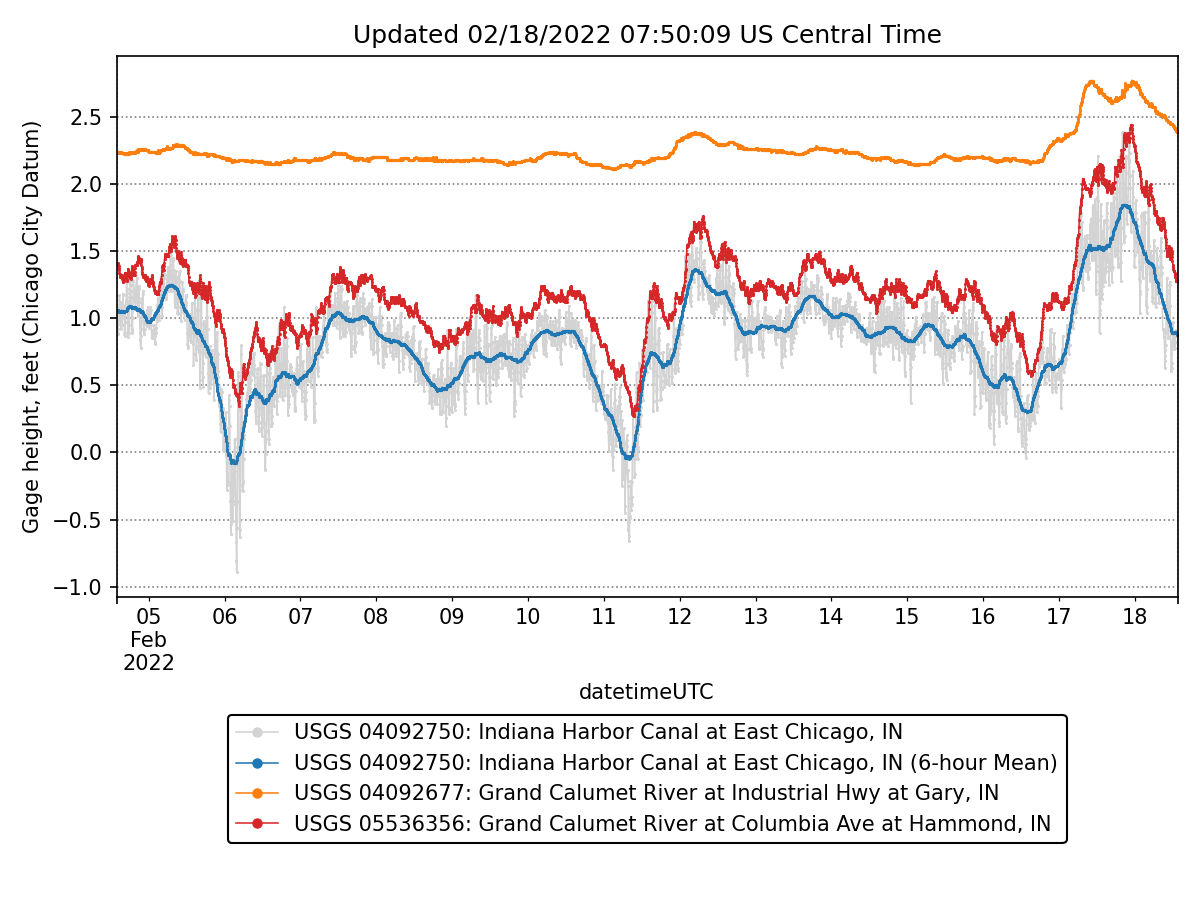 Updated 02/18/2022 07:50:09 US Central Time
Gage height, feet (Chicago City Datum)
2.5
2.0
1.5
1.0
0.5
0.0
−0.5
−1.0
05 06 07 08 09 10 11 12 13 14 15 16 17 18
Feb
2022
datetimeUTC
USGS 04092750: Indiana Harbor Canal at East Chicago, IN
USGS 04092750: Indiana Harbor Canal at East Chicago, IN (6-hour Mean)
USGS 04092677: Grand Calumet River at Industrial Hwy at Gary, IN
USGS 05536356: Grand Calumet River at Columbia Ave at Hammond, IN